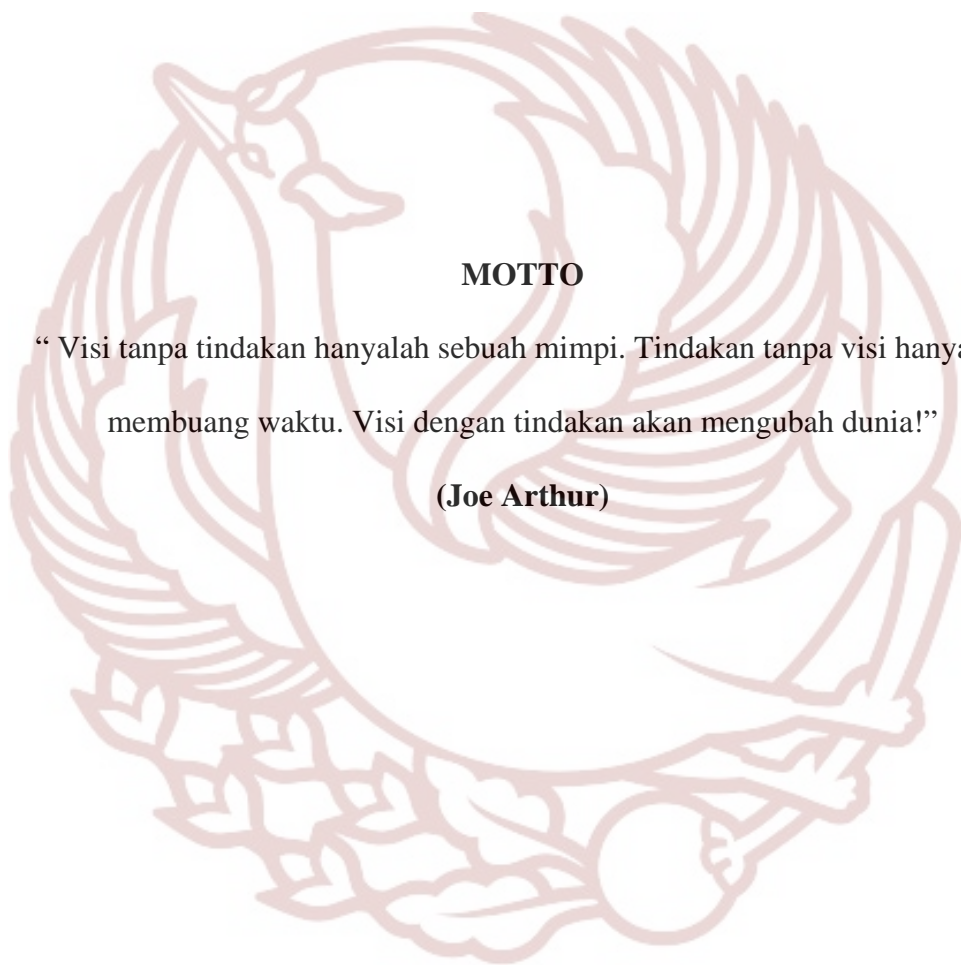 MOTTO
“ Visi tanpa tindakan hanyalah sebuah mimpi. Tindakan tanpa visi hanya
membuang waktu. Visi dengan tindakan akan mengubah dunia!”
(Joe Arthur)